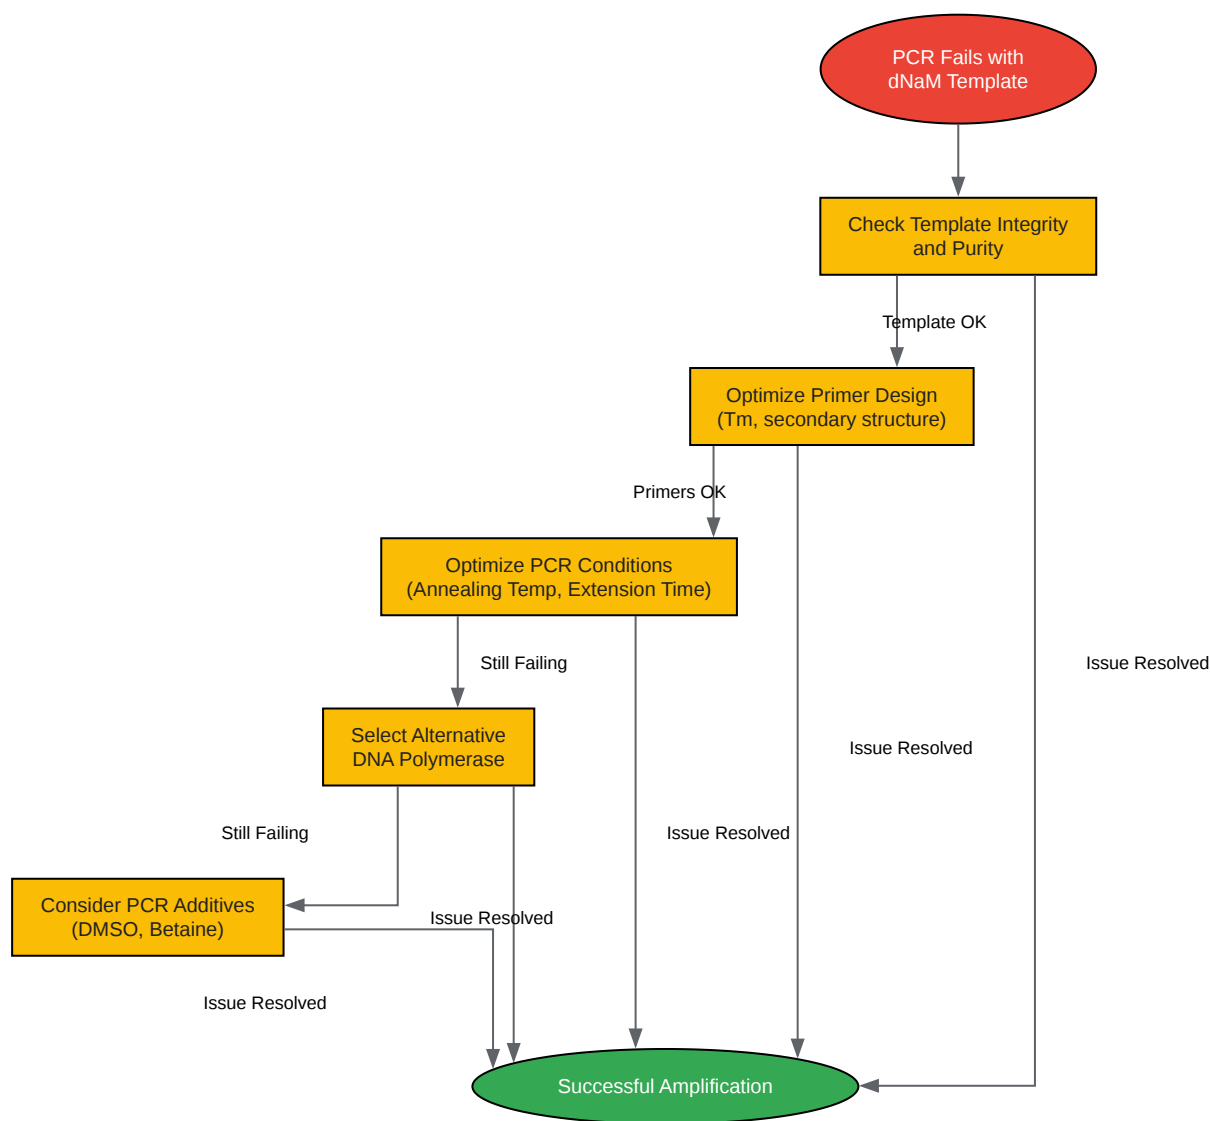 PCR Fails with
dNaM Template
Check Template Integrity
and Purity
Template OK
Optimize Primer Design
(Tm, secondary structure)
Primers OK
Optimize PCR Conditions
(Annealing Temp, Extension Time)
Still Failing
Issue Resolved
Select Alternative
DNA Polymerase
Issue Resolved
Still Failing
Issue Resolved
Consider PCR Additives
(DMSO, Betaine)
Issue Resolved
Issue Resolved
Successful Amplification